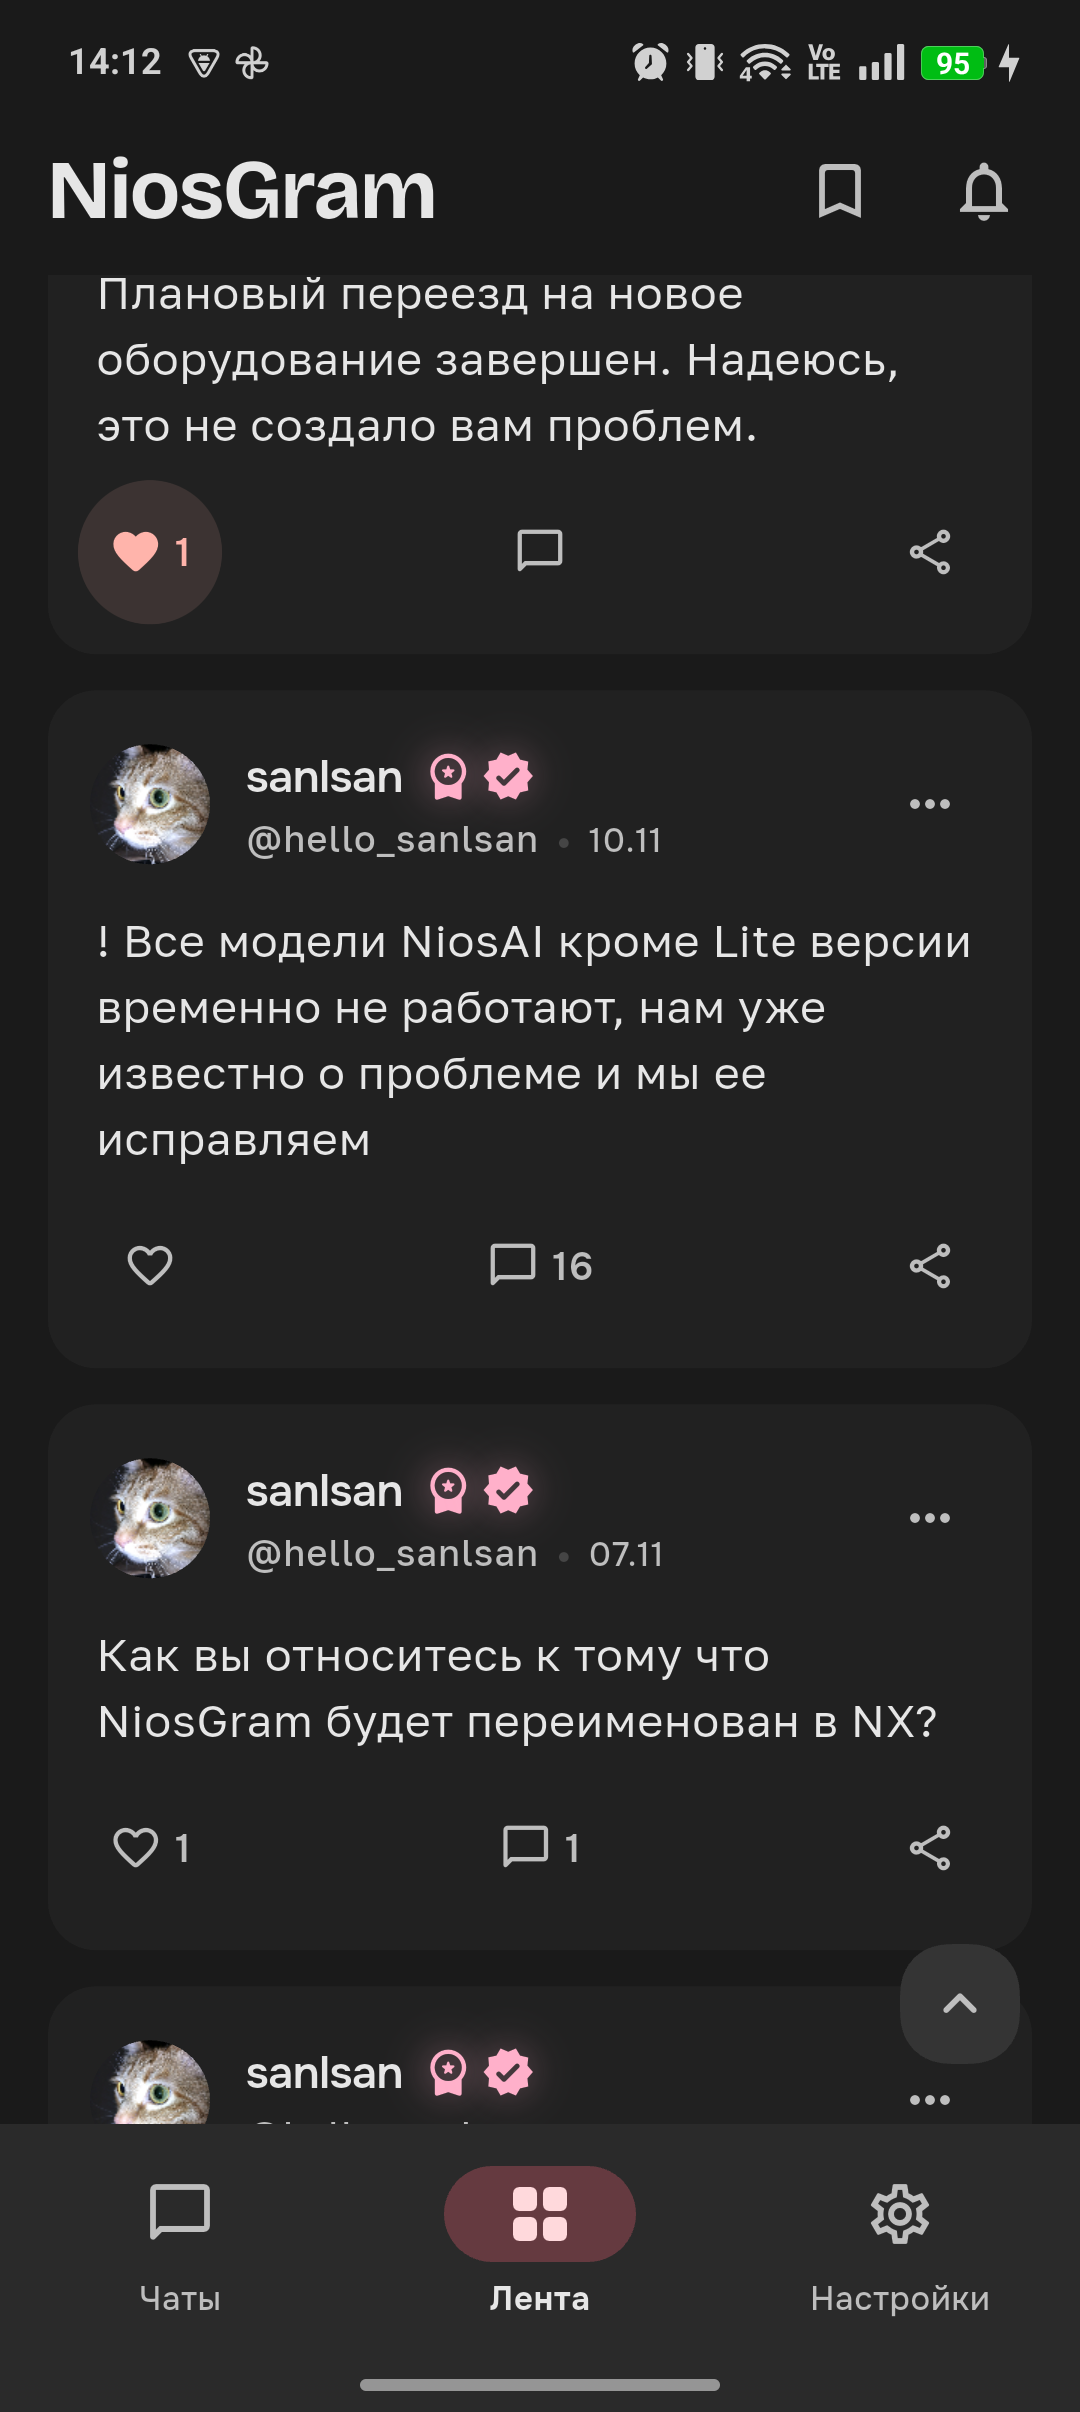 14:12
4 Vo LTE 95
NiosGram
Плановый переезд на новое
оборудование завершен. Надеюсь,
это не создало вам проблем.
1
sanlsan
@hello_sanlsan • 10.11
! Все модели NiosAI кроме Lite версии
временно не работают, нам уже
известно о проблеме и мы ее
исправляем
16
sanlsan
@hello_sanlsan • 07.11
Как вы относитесь к тому что
NiosGram будет переименован в NX?
1 1
sanlsan
Чаты Лента Настройки